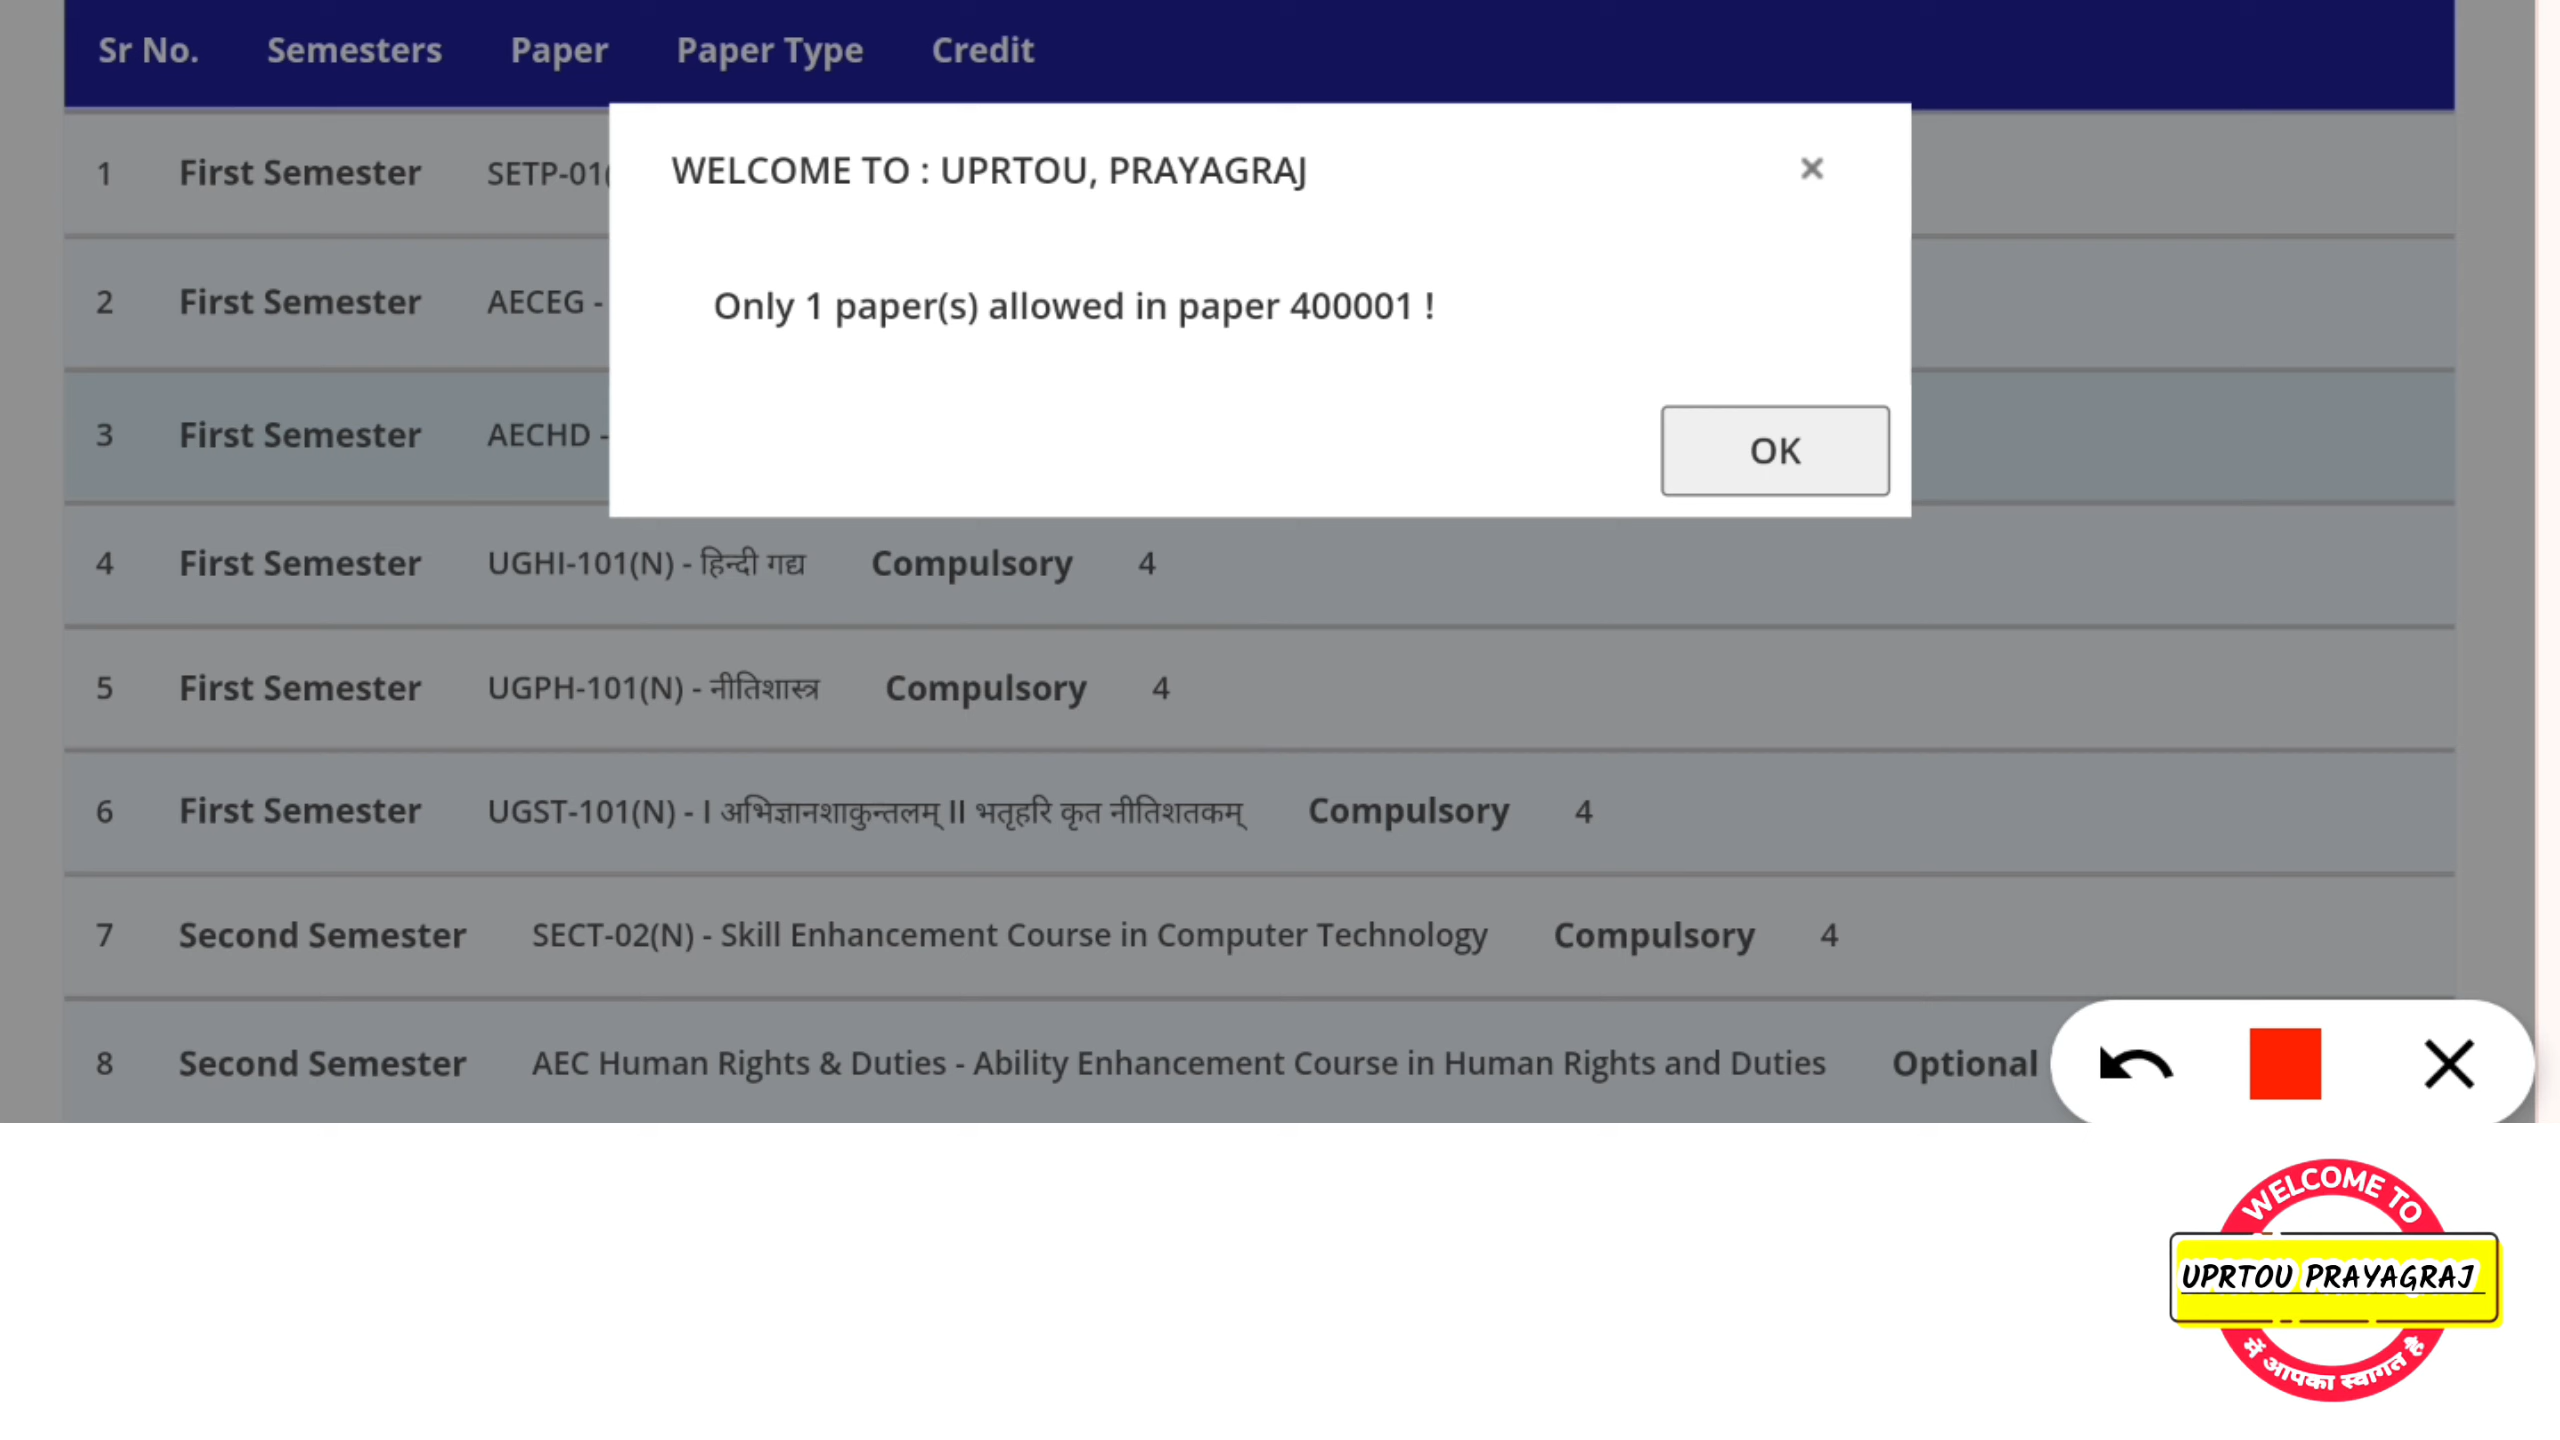 Sr No. Semesters Paper Paper Type Credit
WELCOME TO : UPRTOU, PRAYAGRAJ ×
1 First Semester SETP-01(
2 First Semester AECEG -
Only 1 paper(s) allowed in paper 400001 !
3 First Semester AECHD -
OK
4 First Semester UGHI-101(N) - हिन्दी गद्य Compulsory 4
5 First Semester UGPH-101(N) - नीतिशास्त्र Compulsory 4
6 First Semester UGST-101(N) - I अभिज्ञानशाकुन्तलम् II भतृहरि कृत नीतिशतकम् Compulsory 4
7 Second Semester SECT-02(N) - Skill Enhancement Course in Computer Technology Compulsory 4
8 Second Semester AEC Human Rights & Duties - Ability Enhancement Course in Human Rights and Duties Optional
WELCOME TO
UPRTOU PRAYAGRAJ
में आपका स्वागत है